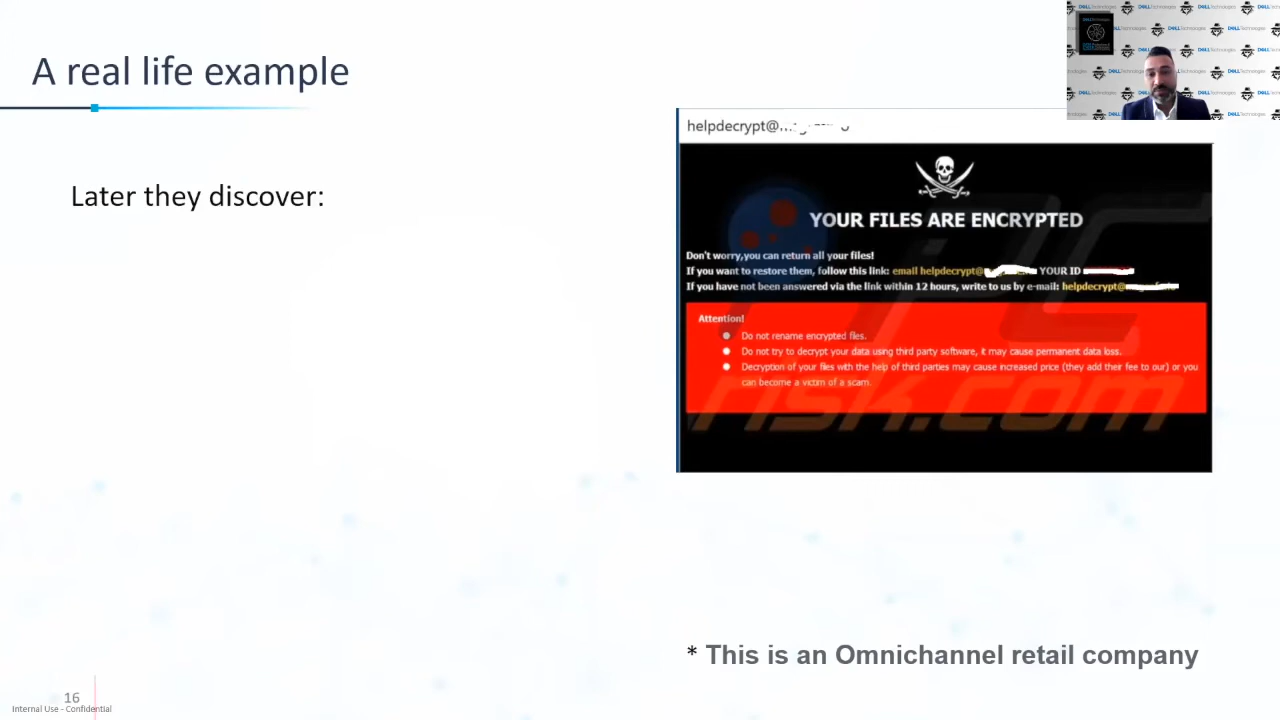 A real life example
Later they discover:
helpdecrypt@
YOUR FILES ARE ENCRYPTED
Don't worry,you can return all your files!
If you want to restore them, follow this link: email helpdecrypt@ YOUR ID
If you have not been answered via the link within 12 hours, write to us by e-mail: helpdecrypt@
Attention!
Do not rename encrypted files.
Do not try to decrypt your data using third party software, it may cause permanent data loss.
Decryption of your files with the help of third parties may cause increased price (they add their fee to our) or you
can become a victim of a scam.
PC
risk.com
* This is an Omnichannel retail company
16
Internal Use - Confidential
DELL Technologies